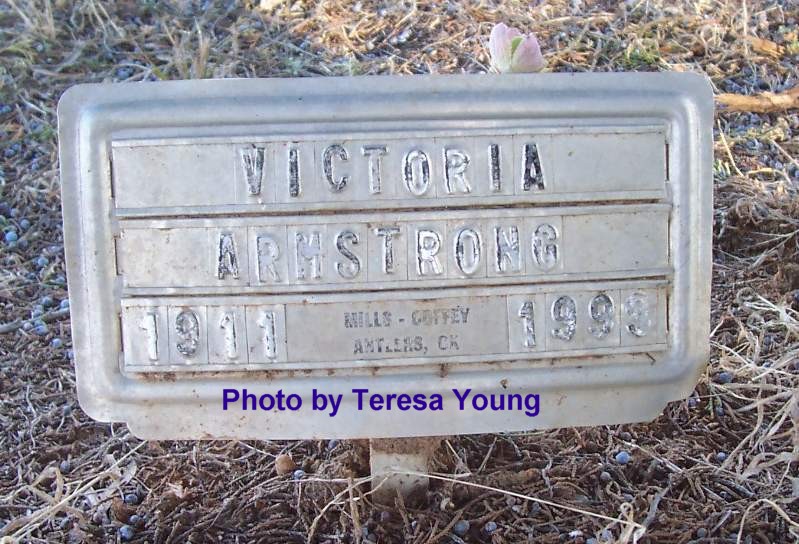 VICTORIA
ARMSTRONG
1911 MILLS - COFFEY 1993
ANTLERS, OK
Photo by Teresa Young